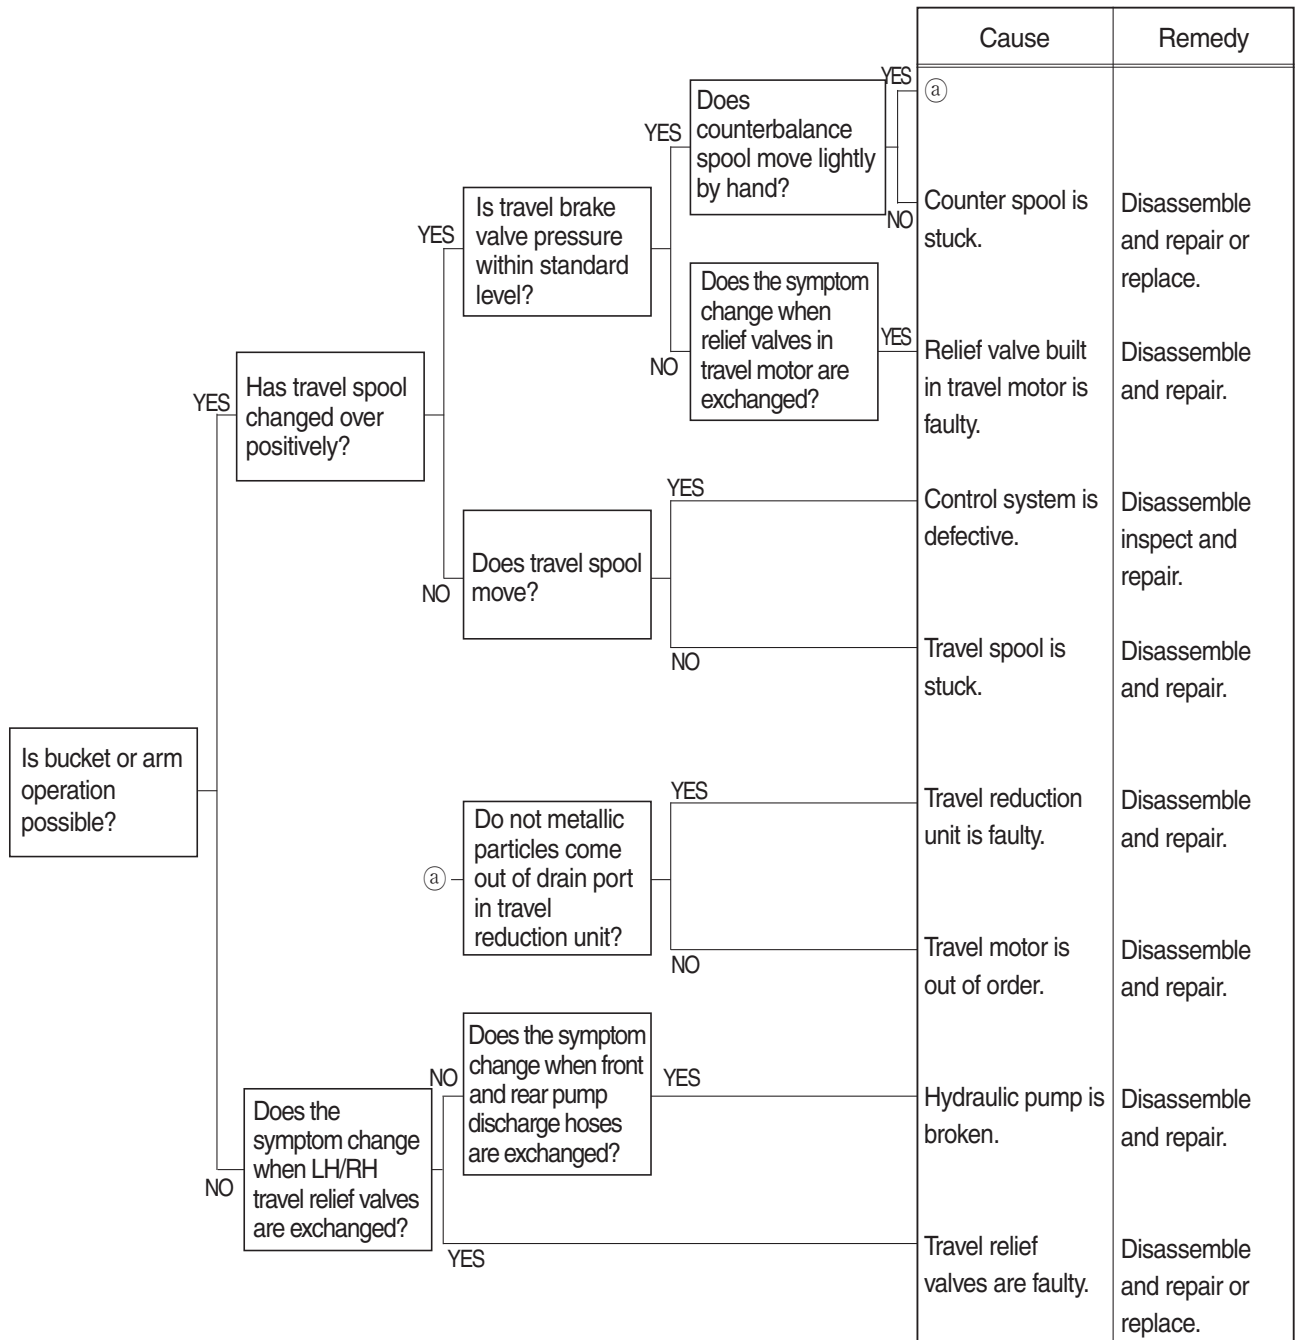 Cause
Remedy
YES
ⓐ
Does
counterbalance
spool move lightly
by hand?
YES
NO
Counter spool is
stuck.
Disassemble
and repair or
replace.
Is travel brake
valve pressure
within standard
level?
YES
Does the symptom
change when
relief valves in
travel motor are
exchanged?
YES
NO
Relief valve built
in travel motor is
faulty.
Disassemble
and repair.
Has travel spool
changed over
positively?
YES
YES
Control system is
defective.
Disassemble
inspect and
repair.
Does travel spool
move?
NO
NO
Travel spool is
stuck.
Disassemble
and repair.
Is bucket or arm
operation
possible?
YES
Travel reduction
unit is faulty.
Disassemble
and repair.
ⓐ
Do not metallic
particles come
out of drain port
in travel
reduction unit?
NO
Travel motor is
out of order.
Disassemble
and repair.
Does the symptom
change when front
and rear pump
discharge hoses
are exchanged?
NO
YES
Hydraulic pump is
broken.
Disassemble
and repair.
Does the
symptom change
when LH/RH
travel relief valves
are exchanged?
NO
YES
Travel relief
valves are faulty.
Disassemble
and repair or
replace.